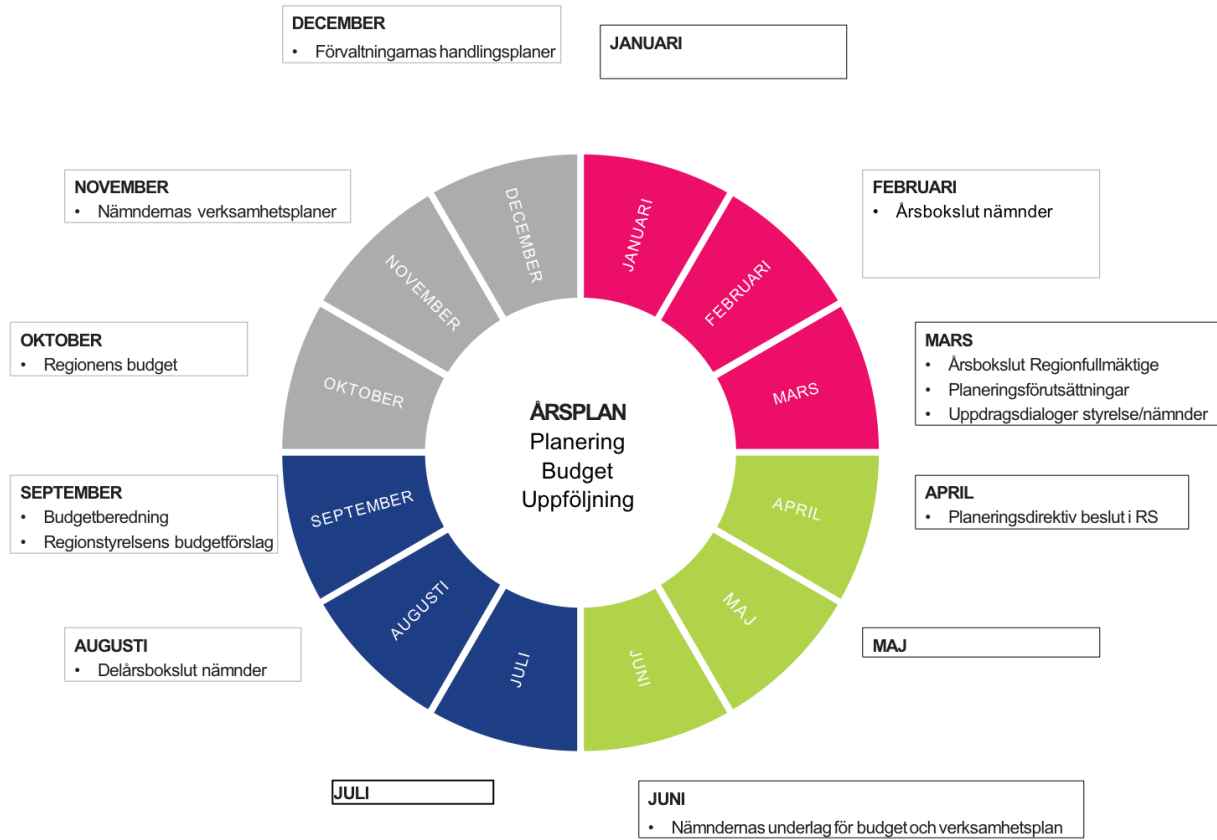 DECEMBER
• Förvaltningarnas handlingsplaner
JANUARI
NOVEMBER
• Nämndernas verksamhetsplaner
FEBRUARI
• Årsbokslut nämnder
OKTOBER
• Regionens budget
MARS
• Årsbokslut Regionfullmäktige
• Planeringsförutsättningar
• Uppdragsdialoger styrelse/nämnder
SEPTEMBER
• Budgetberedning
• Regionstyrelsens budgetförslag
APRIL
• Planeringsdirektiv beslut i RS
AUGUSTI
• Delårsbokslut nämnder
MAJ
JULI
JUNI
• Nämndernas underlag för budget och verksamhetsplan
JANUARI
FEBRUARI
MARS
APRIL
MAJ
JUNI
JULI
AUGUSTI
SEPTEMBER
OKTOBER
NOVEMBER
DECEMBER
ÅRSPLAN
Planering
Budget
Uppföljning